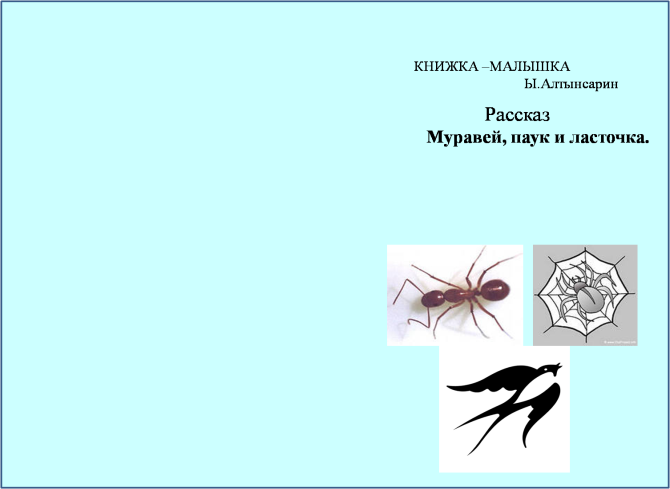 КНИЖКА –МАЛЫШКА
Ы.Алтынсарин
Рассказ
Муравей, паук и ласточка.